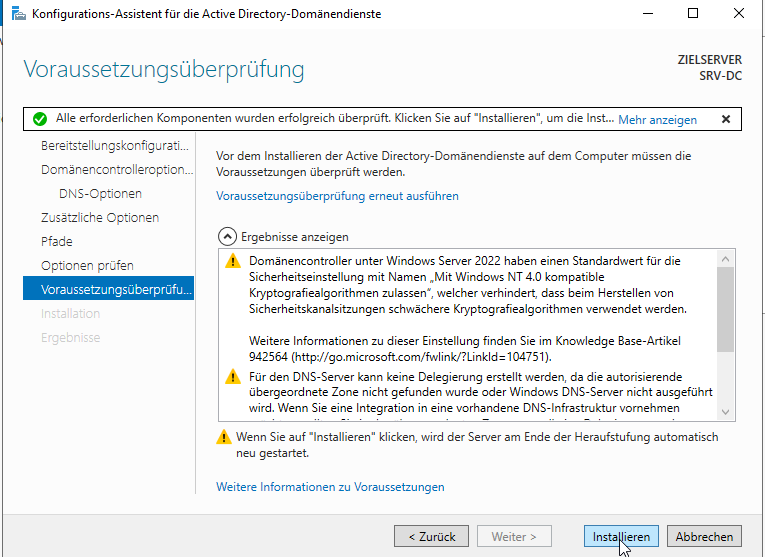 Konfigurations-Assistent für die Active Directory-Domänendienste
Voraussetzungsüberprüfung
ZIELSERVER
SRV-DC
Alle erforderlichen Komponenten wurden erfolgreich überprüft. Klicken Sie auf "Installieren", um die Inst... Mehr anzeigen
Bereitstellungskonfigurati...
Domänencontrolleroption...
DNS-Optionen
Zusätzliche Optionen
Pfade
Optionen prüfen
Voraussetzungsüberprüfu...
Installation
Ergebnisse
Vor dem Installieren der Active Directory-Domänendienste auf dem Computer müssen die
Voraussetzungen überprüft werden.
Voraussetzungsüberprüfung erneut ausführen
Ergebnisse anzeigen
Domänencontroller unter Windows Server 2022 haben einen Standardwert für die
Sicherheitseinstellung mit Namen „Mit Windows NT 4.0 kompatible
Kryptografiealgorithmen zulassen", welcher verhindert, dass beim Herstellen von
Sicherheitskanalsitzungen schwächere Kryptografiealgorithmen verwendet werden.
Weitere Informationen zu dieser Einstellung finden Sie im Knowledge Base-Artikel
942564 (http://go.microsoft.com/fwlink/?LinkId=104751).
Für den DNS-Server kann keine Delegierung erstellt werden, da die autorisierende
übergeordnete Zone nicht gefunden wurde oder Windows DNS-Server nicht ausgeführt
wird. Wenn Sie eine Integration in eine vorhandene DNS-Infrastruktur vornehmen
Wenn Sie auf "Installieren" klicken, wird der Server am Ende der Heraufstufung automatisch
neu gestartet.
Weitere Informationen zu Voraussetzungen
< Zurück
Weiter >
Installieren
Abbrechen